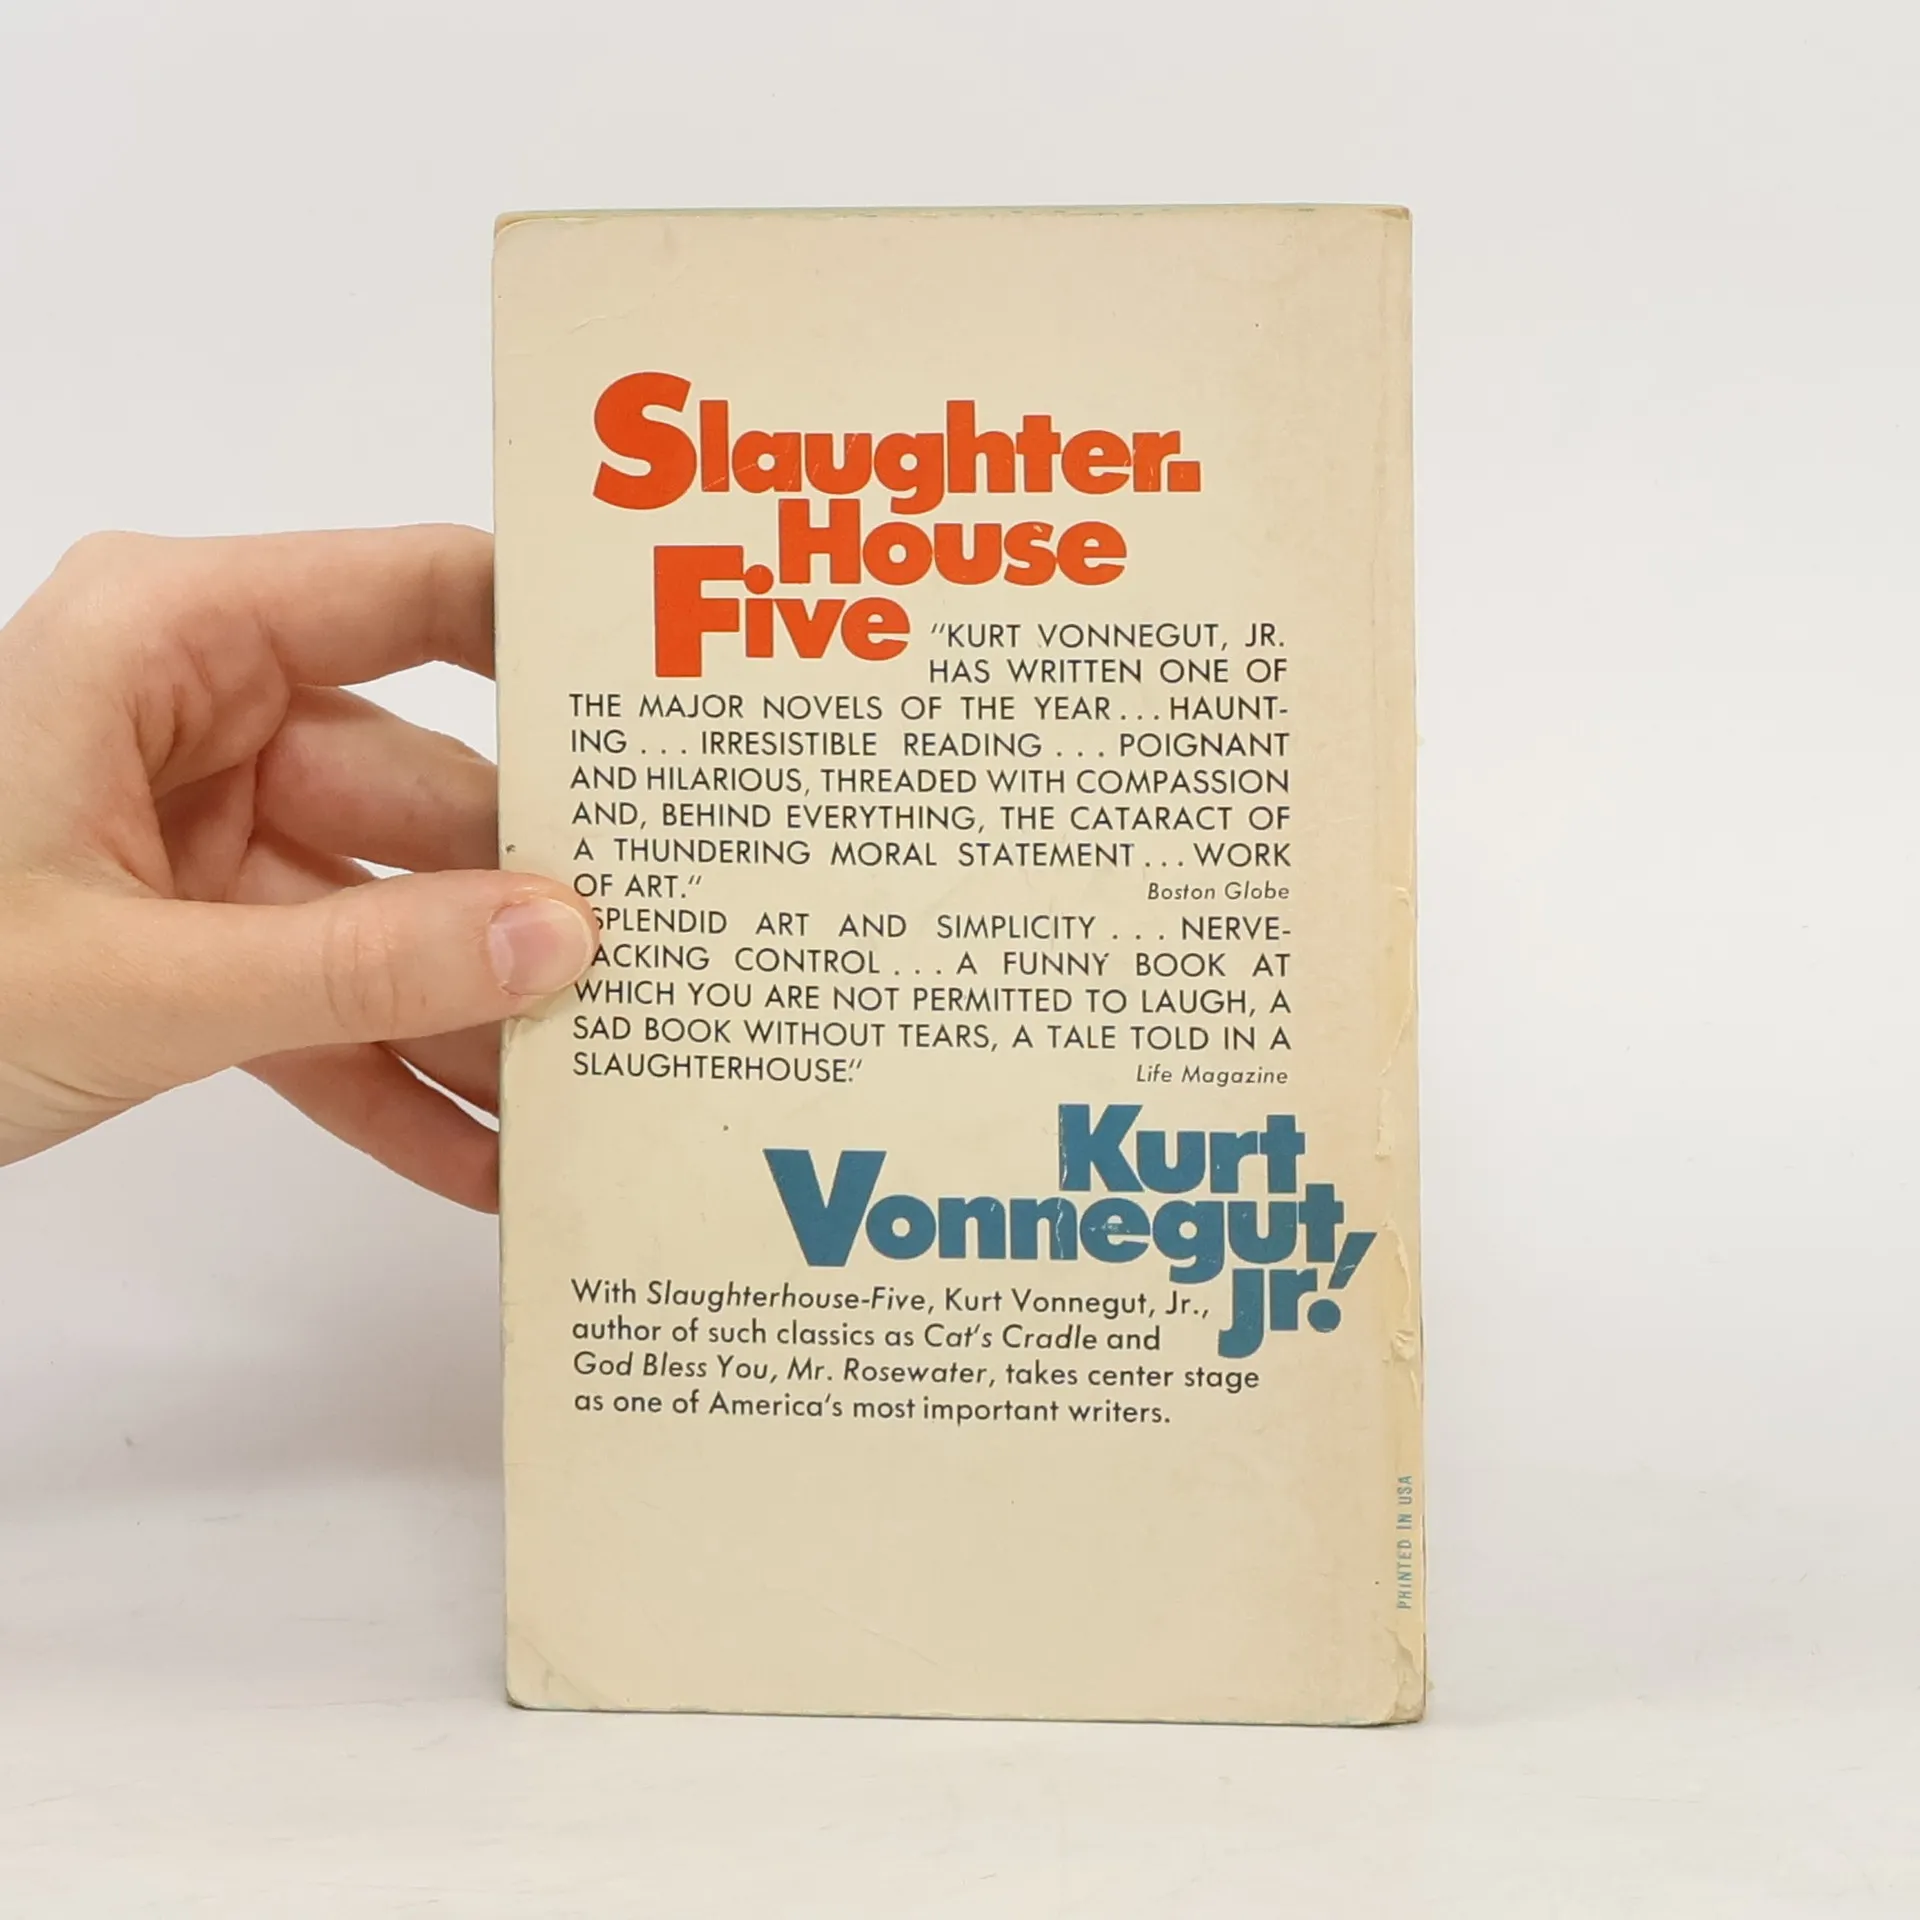 Slaughter-
House
Five
"KURT VONNEGUT, JR.
HAS WRITTEN ONE OF
THE MAJOR NOVELS OF THE YEAR...HAUNT-
ING... IRRESISTIBLE READING... POIGNANT
AND HILARIOUS, THREADED WITH COMPASSION
AND, BEHIND EVERYTHING, THE CATARACT OF
A THUNDERING MORAL STATEMENT...WORK
OF ART."
Boston Globe
SPLENDID ART AND SIMPLICITY... NERVE-
ACKING CONTROL...A FUNNY BOOK AT
WHICH YOU ARE NOT PERMITTED TO LAUGH, A
SAD BOOK WITHOUT TEARS, A TALE TOLD IN A
SLAUGHTERHOUSE."
Life Magazine
Kurt
Vonnegut,
Jr.!
With Slaughterhouse-Five, Kurt Vonnegut, Jr.,
author of such classics as Cat's Cradle and
God Bless You, Mr. Rosewater, takes center stage
as one of America's most important writers.
PRINTED IN USA